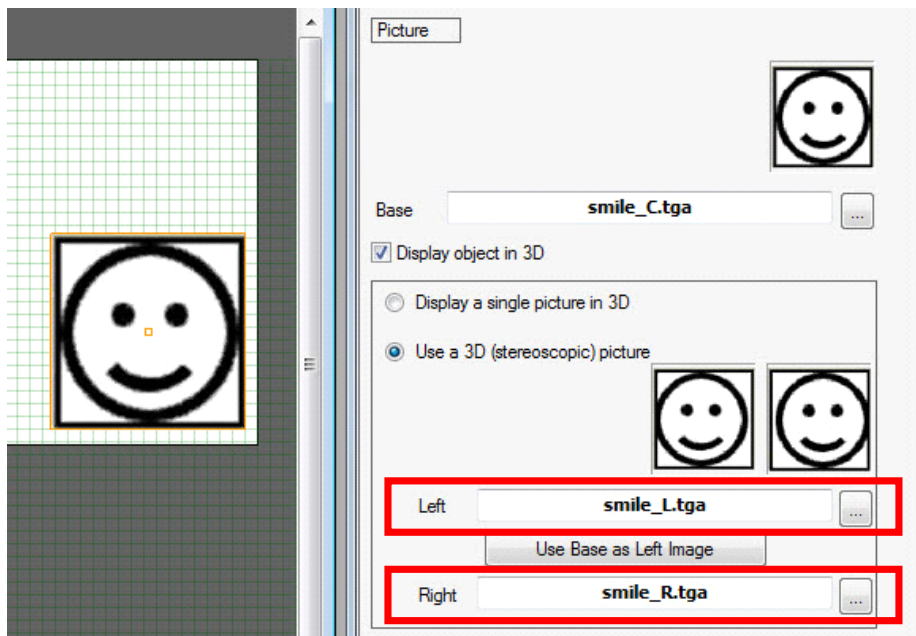 Picture
Base smile_C.tga ...
Display object in 3D
Display a single picture in 3D
Use a 3D (stereoscopic) picture
Left smile_L.tga ...
Use Base as Left Image
Right smile_R.tga ...